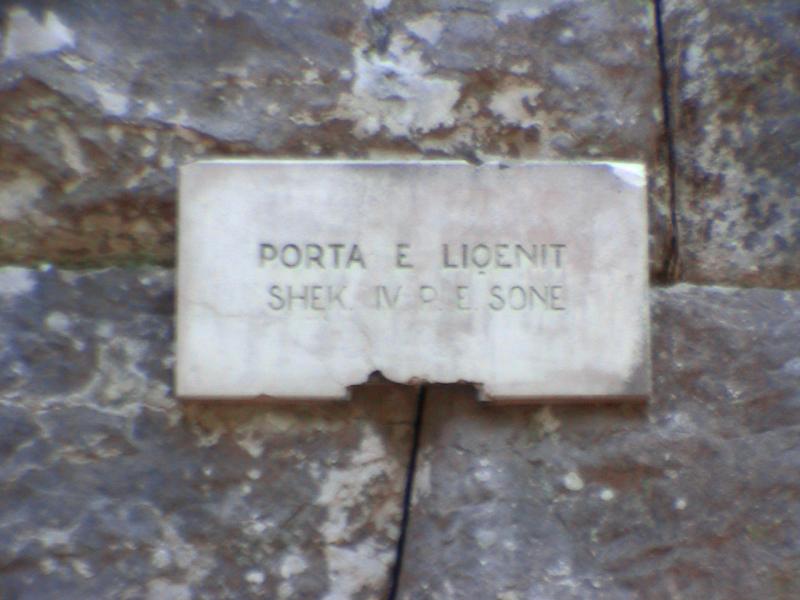 PORTA E LIQENIT
SHEK. IV P. E. SONE